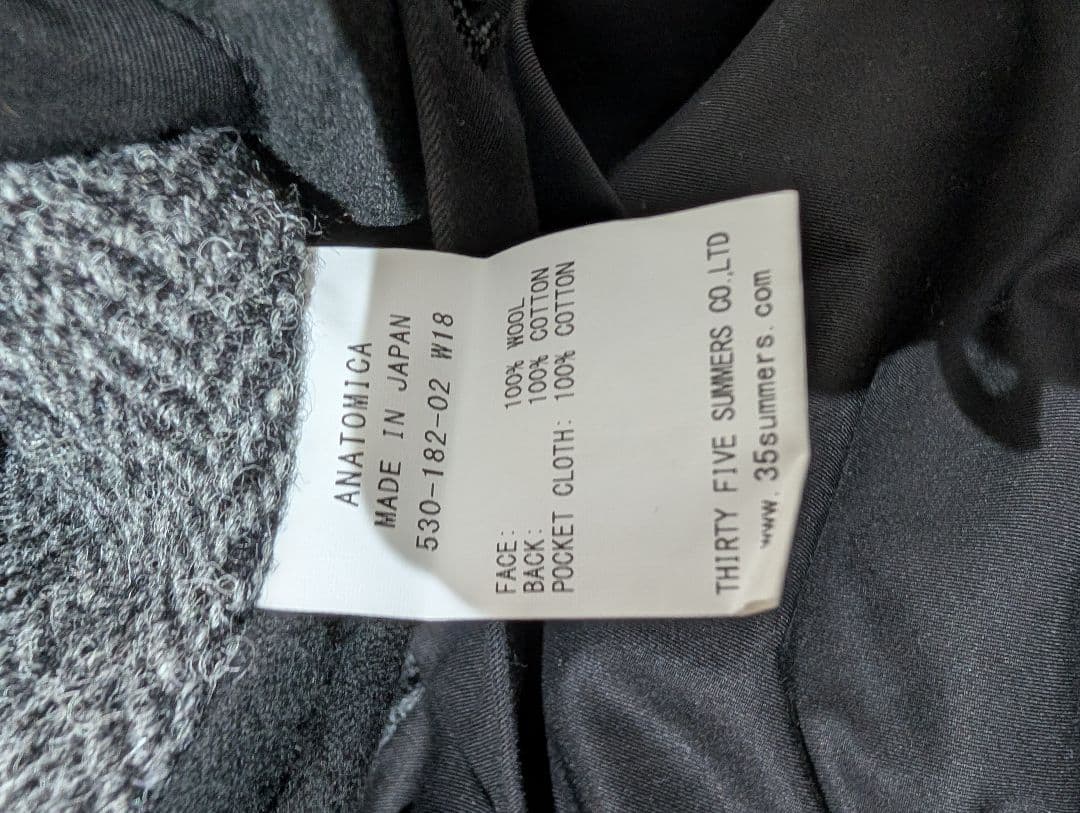 ANATOMICA
MADE IN JAPAN
530-182-02 W18
FACE: 100% WOOL
BACK: 100% COTTON
POCKET CLOTH: 100% COTTON
THIRTY FIVE SUMMERS CO.,LTD
www.35summers.com